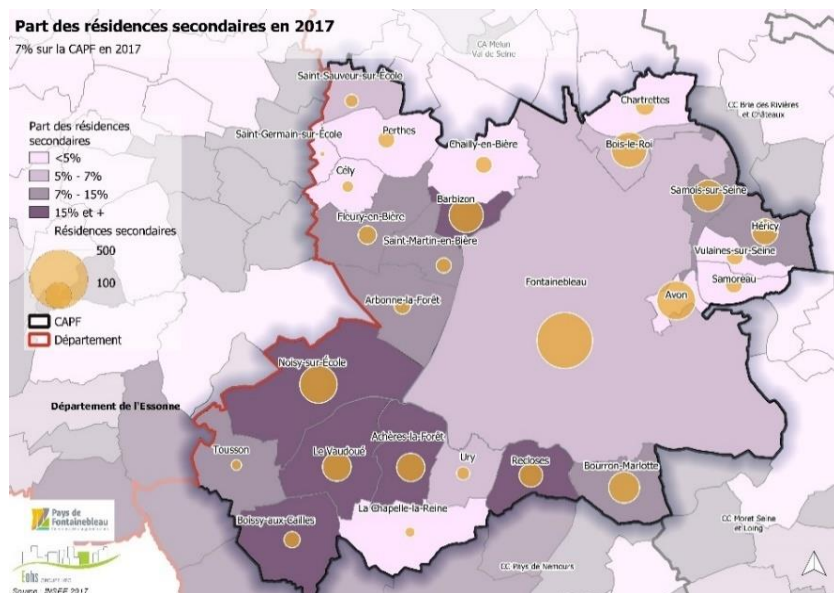 Part des résidences secondaires en 2017
7% sur la CAPF en 2017
CA Melun
Val de Seine
Saint-Sauveur-sur-École
Chartrettes
CC Brie des Rivières
et Châteaux
Part des résidences
secondaires
<5%
5% - 7%
7% - 15%
15% et +
Résidences secondaires
500
100
CAPF
Département
Saint-Germain-sur-École
Perthes
Chailly-en-Bière
Bois-le-Roi
Cély
Barbizon
Samois-sur-Seine
Fleury-en-Bière
Héricy
Saint-Martin-en-Bière
Vulaines-sur-Seine
Samoreau
Fontainebleau
Avon
Arbonne-la-Forêt
Noisy-sur-École
Département de l'Essonne
Tousson
Le Vaudoué
Achères-la-Forêt
Ury
Recloses
Bourron-Marlotte
La Chapelle-la-Reine
Boissy-aux-Cailles
Pays de
Fontainebleau
CC Moret Seine
et Loing
CC Pays de Nemours
Eohs
Source : INSEE 2017